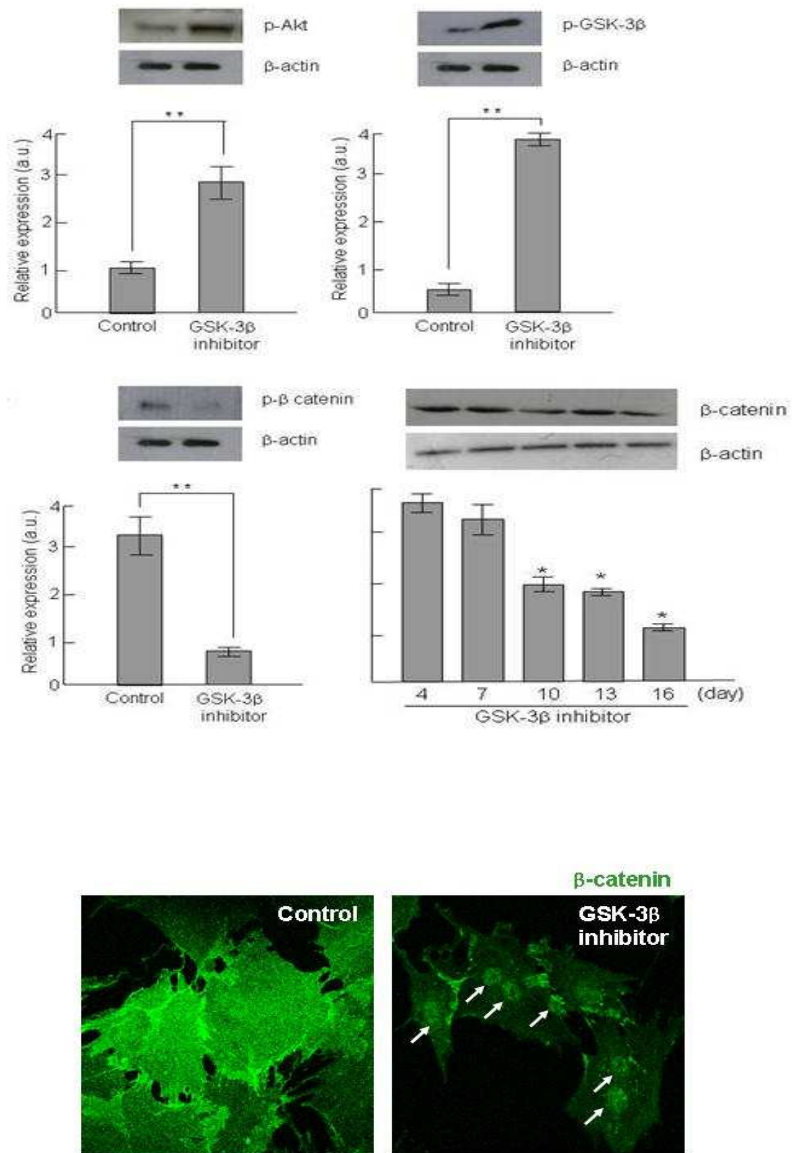 p-Akt
β-actin
* *
Relative expression (a.u.)
4
3
2
1
0
Control
GSK-3β
inhibitor
p-GSK-3β
β-actin
* *
Relative expression (a.u.)
4
3
2
1
0
Control
GSK-3β
inhibitor
p-β catenin
β-actin
* *
Relative expression (a.u.)
4
3
2
1
0
Control
GSK-3β
inhibitor
β-catenin
β-actin
*
*
*
4 7 10 13 16 (day)
GSK-3β inhibitor
β-catenin
Control
GSK-3β
inhibitor